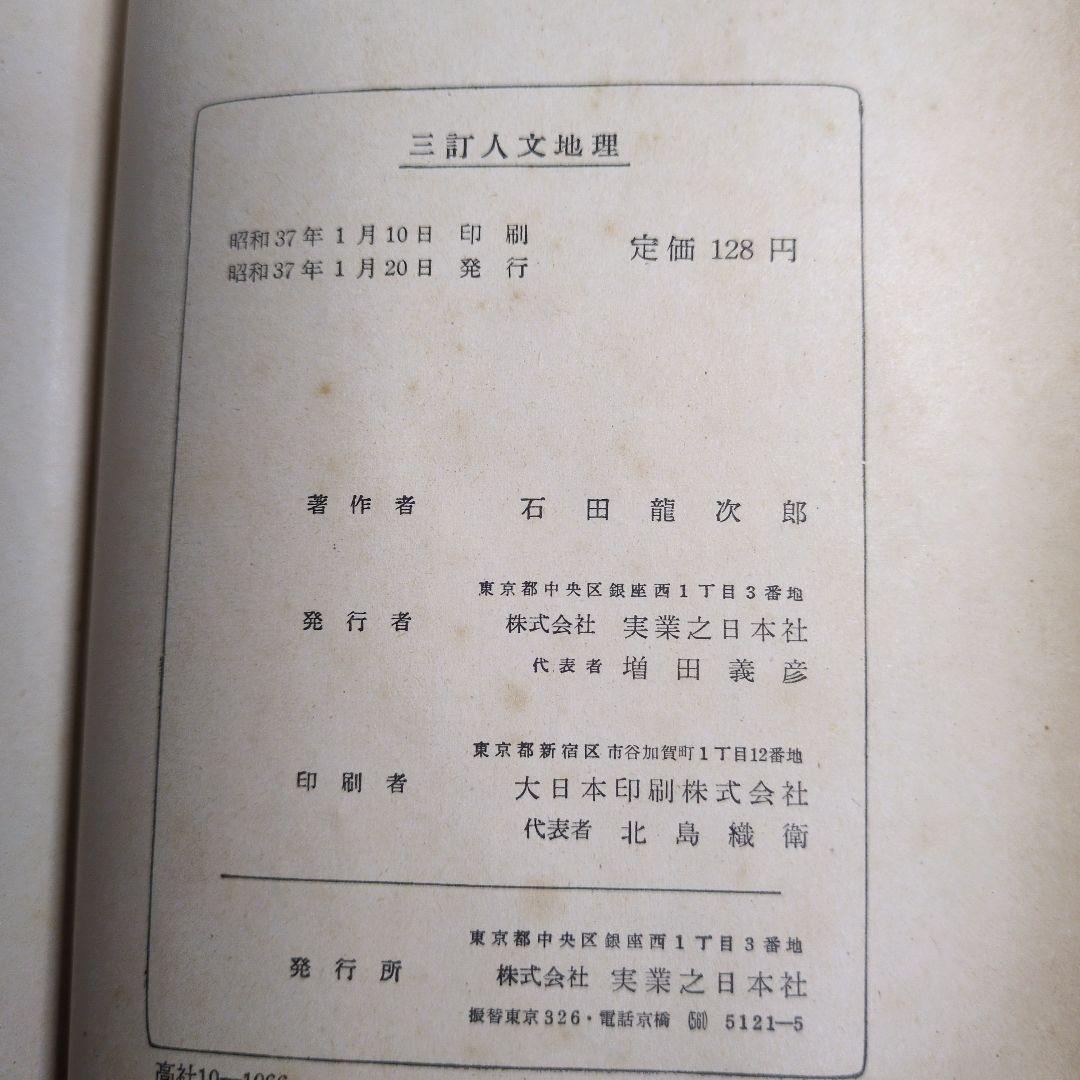 三訂人文地理
昭和37年1月10日 印刷
昭和37年1月20日 発行
定価 128 円
著作者 石田龍次郎
東京都中央区銀座西1丁目3番地
発行者 株式会社 実業之日本社
代表者 増田義彦
東京都新宿区市谷加賀町1丁目12番地
印刷者 大日本印刷株式会社
代表者 北島織衛
東京都中央区銀座西1丁目3番地
発行所 株式会社 実業之日本社
振替東京326・電話京橋 (561) 5121—5
高社10—1066